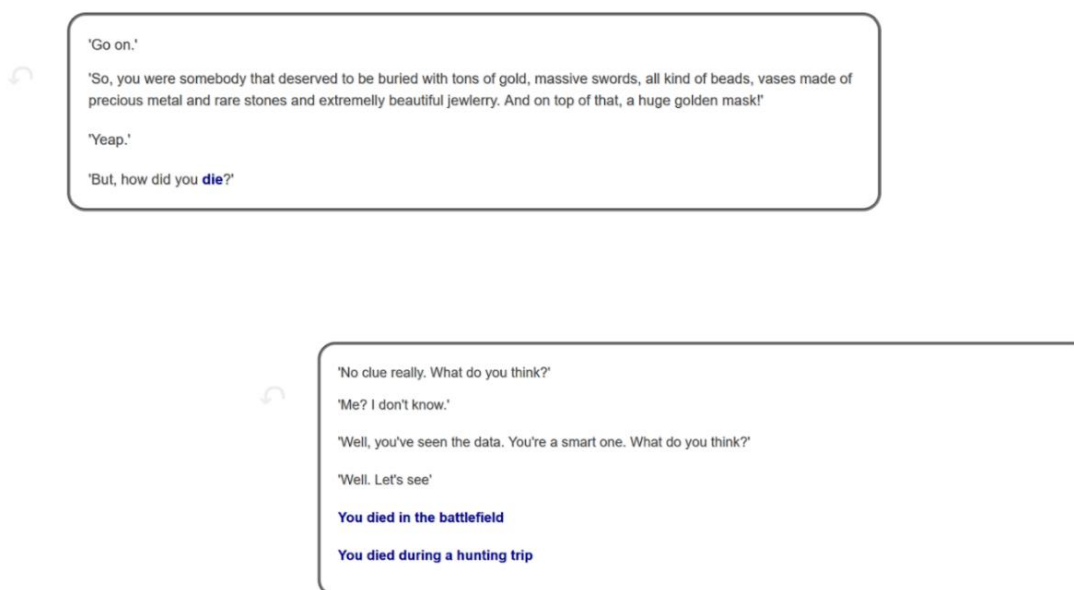 'Go on.'
'So, you were somebody that deserved to be buried with tons of gold, massive swords, all kind of beads, vases made of
precious metal and rare stones and extremelly beautiful jewlerry. And on top of that, a huge golden mask!'
'Yeap.'
'But, how did you die?'
'No clue really. What do you think?'
'Me? I don't know.'
'Well, you've seen the data. You're a smart one. What do you think?'
'Well. Let's see'
You died in the battlefield
You died during a hunting trip